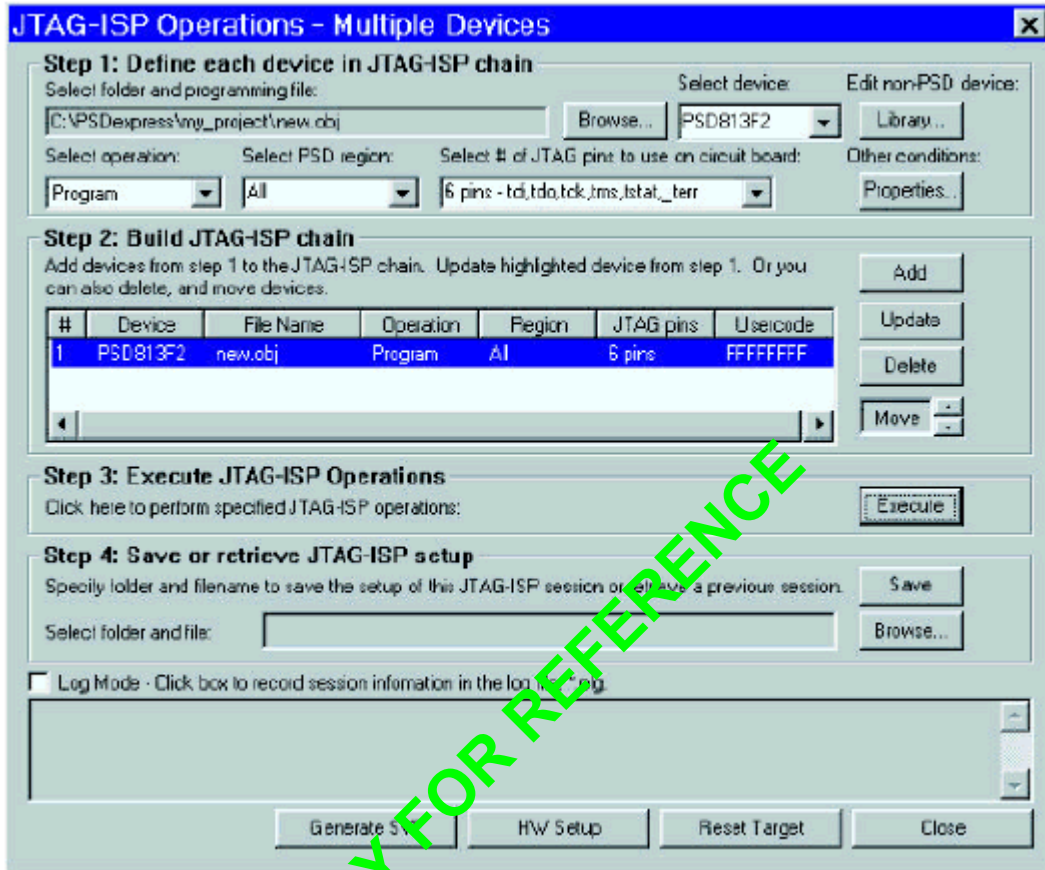 JTAG-ISP Operations - Multiple Devices
Step 1: Define each device in JTAG-ISP chain
Select folder and programming file:
Select device:
Edit non-PSD device:
C:\PSDexpress\my_project\new.obj
Browse...
PSD813F2
Library...
Select operation:
Select PSD region:
Select # of JTAG pins to use on circuit board:
Other conditions:
Program
All
6 pins - tdi,tdo,tck,tms,tstat,_terr
Properties...
Step 2: Build JTAG-ISP chain
Add devices from step 1 to the JTAG-ISP chain. Update highlighted device from step 1. Or you
can also delete, and move devices.
Add
# Device File Name Operation Region JTAG pins Usercode
Update
1 PSD813F2 new.obj Program All 6 pins FFFFFFFF
Delete
Move
Step 3: Execute JTAG-ISP Operations
Click here to perform specified JTAG-ISP operations:
Execute
Step 4: Save or retrieve JTAG-ISP setup
Specify folder and filename to save the setup of this JTAG-ISP session or retrieve a previous session.
Save
Select folder and file:
Browse...
Log Mode - Click box to record session infomation in the log
Generate
HW Setup
Reset Target
Close
Y FOR REFERENCE